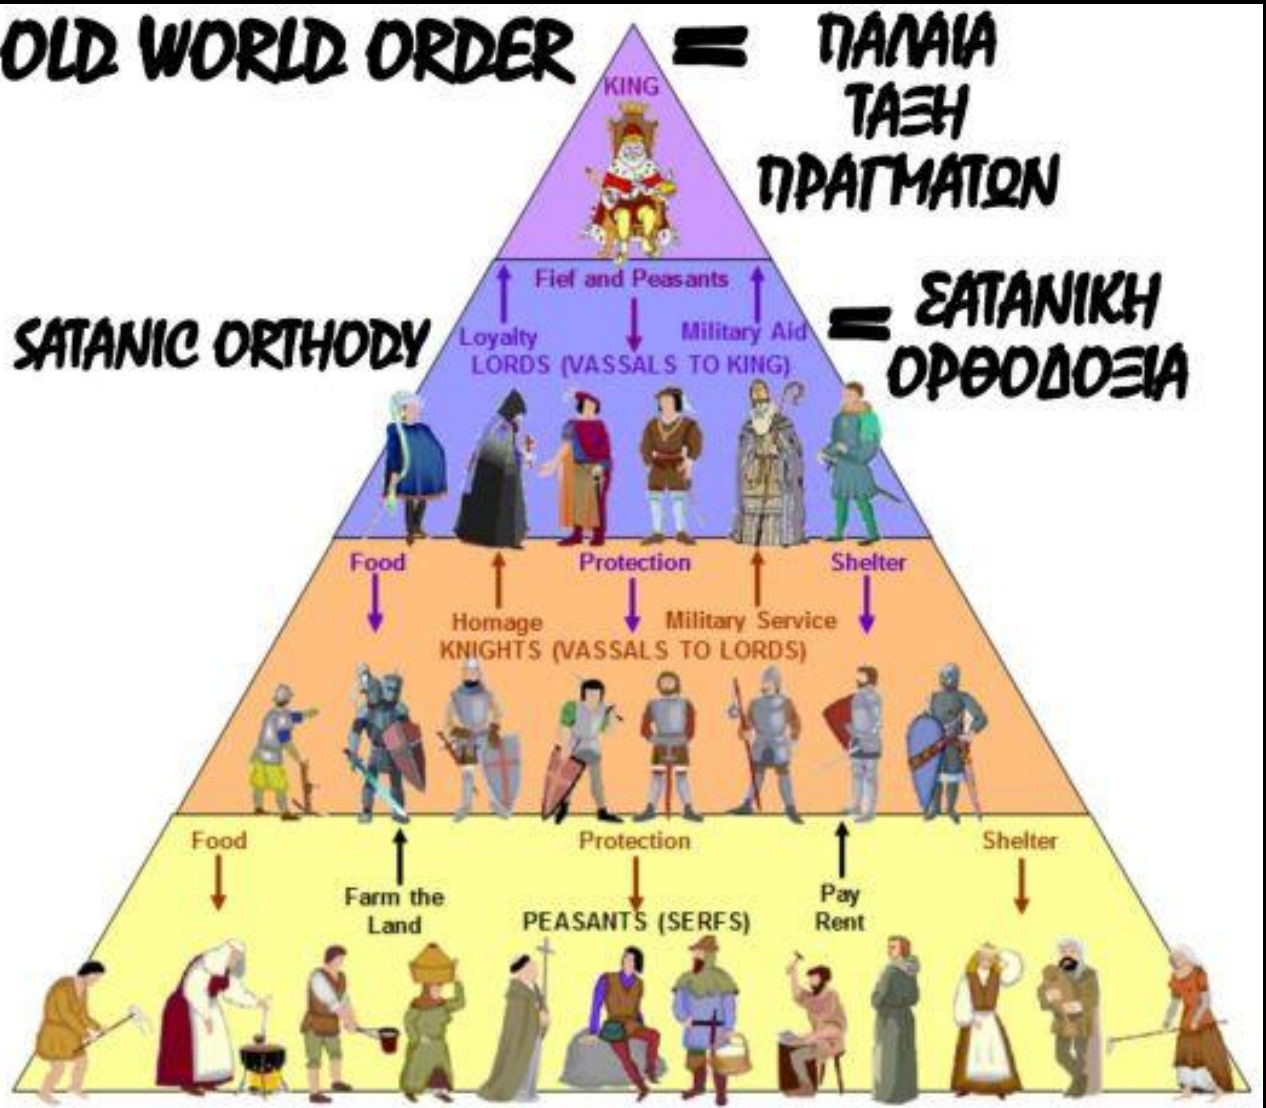 OLD WORLD ORDER = ΠΑΛΑΙΑ
ΤΑΞΗ
ΠΡΑΓΜΑΤΩΝ
KING
SATANIC ORTHODY = ΣΑΤΑΝΙΚΗ
ΟΡΘΟΔΟΞΙΑ
Fief and Peasants
Loyalty
Military Aid
LORDS (VASSALS TO KING)
Food
Protection
Shelter
Homage
Military Service
KNIGHTS (VASSALS TO LORDS)
Food
Protection
Shelter
Farm the
Land
Pay
Rent
PEASANTS (SERFS)